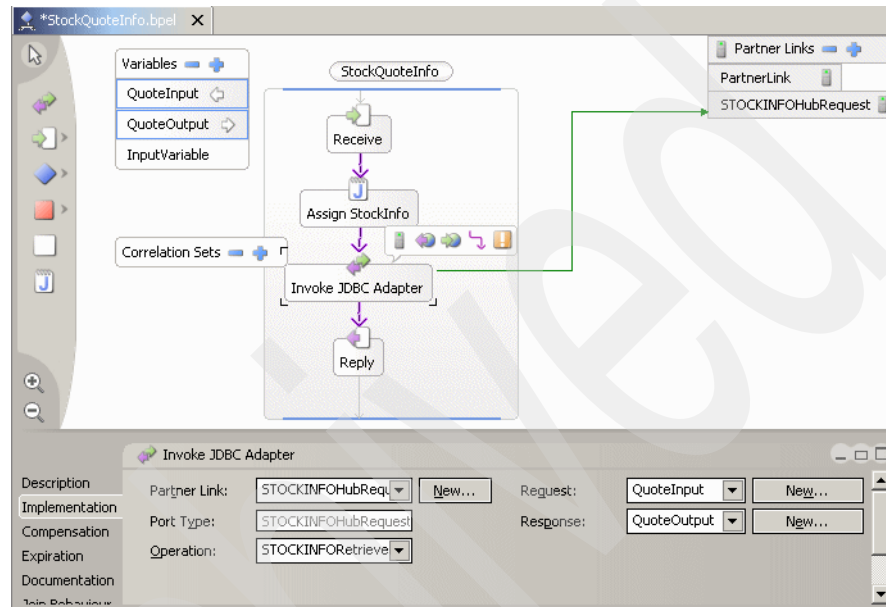 *StockQuoteInfo.bpel
Variables
QuoteInput
QuoteOutput
InputVariable
Correlation Sets
StockQuoteInfo
Receive
Assign StockInfo
Invoke JDBC Adapter
Reply
Partner Links
PartnerLink
STOCKINFOHubRequest
Invoke JDBC Adapter
Description
Implementation
Compensation
Expiration
Documentation
Join Behaviour
Partner Link: STOCKINFOHubRequ New... Request: QuoteInput New...
Port Type: STOCKINFOHubRequest Response: QuoteOutput New...
Operation: STOCKINFORetrieve